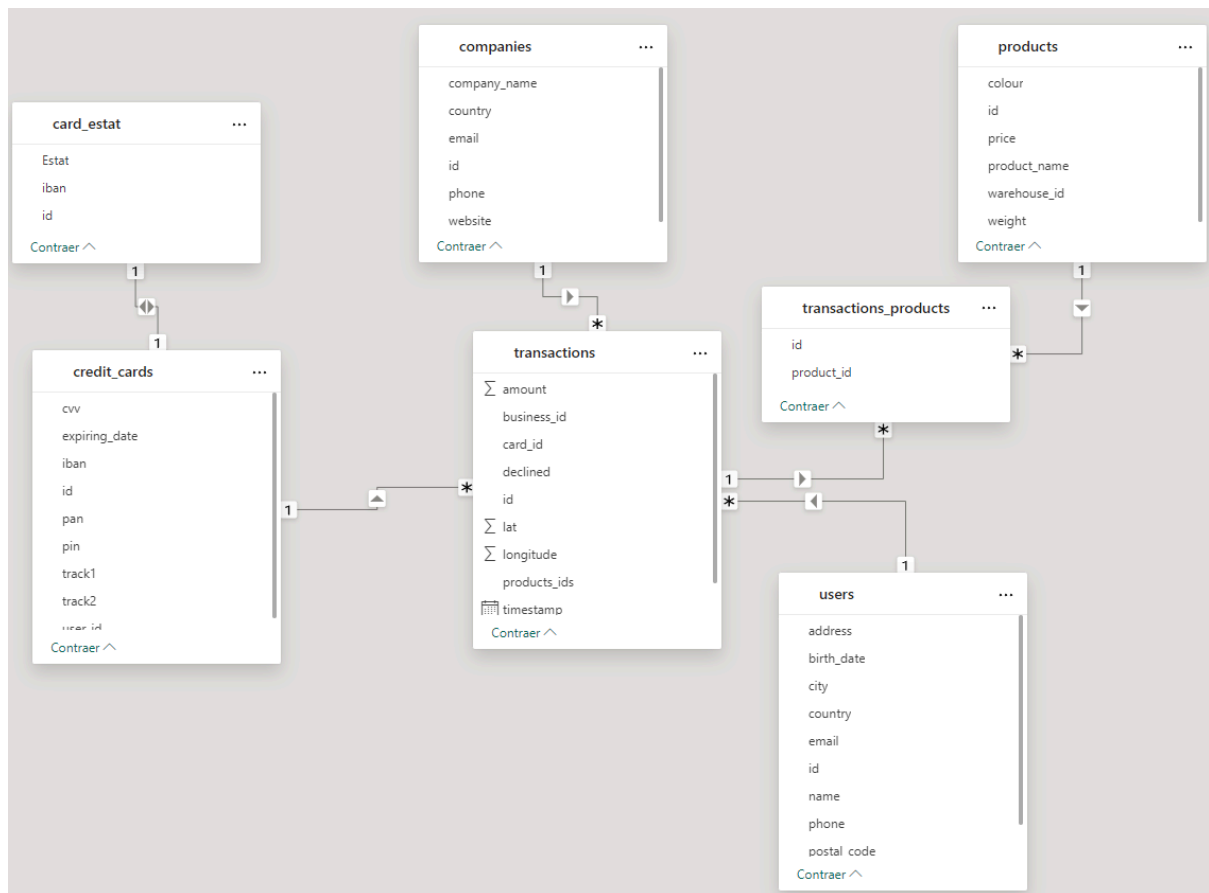 companies
...
company_name
country
email
id
phone
website
Contraer
products
...
colour
id
price
product_name
warehouse_id
weight
Contraer
card_estat
...
Estat
iban
id
Contraer
1
1
1
*
1
*
transactions_products
...
id
product_id
Contraer
*
credit_cards
...
cvv
expiring_date
iban
id
pan
pin
track1
track2
user_id
Contraer
1
*
transactions
...
Σ amount
business_id
card_id
declined
id
Σ lat
Σ longitude
products_ids
timestamp
Contraer
1
*
1
users
...
address
birth_date
city
country
email
id
name
phone
postal_code
Contraer